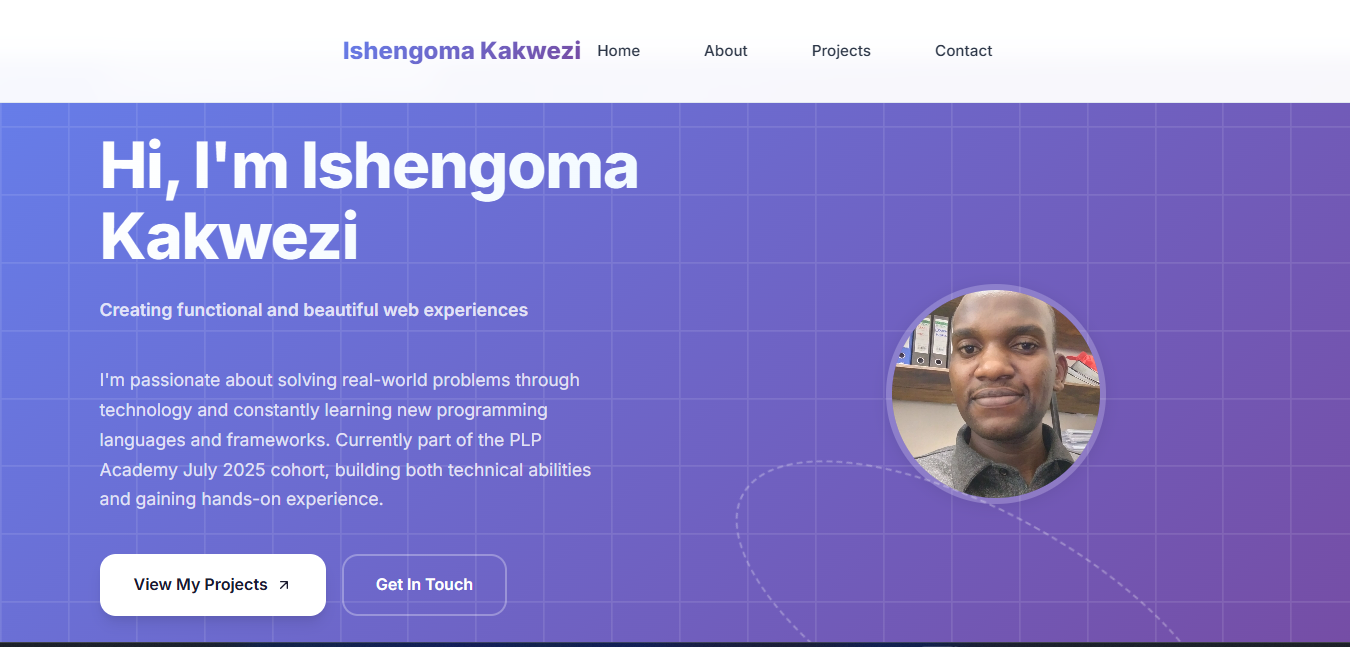 Ishengoma Kakwezi Home About Projects Contact
Hi, I'm Ishengoma
Kakwezi
Creating functional and beautiful web experiences
I'm passionate about solving real-world problems through
technology and constantly learning new programming
languages and frameworks. Currently part of the PLP
Academy July 2025 cohort, building both technical abilities
and gaining hands-on experience.
View My Projects Get In Touch